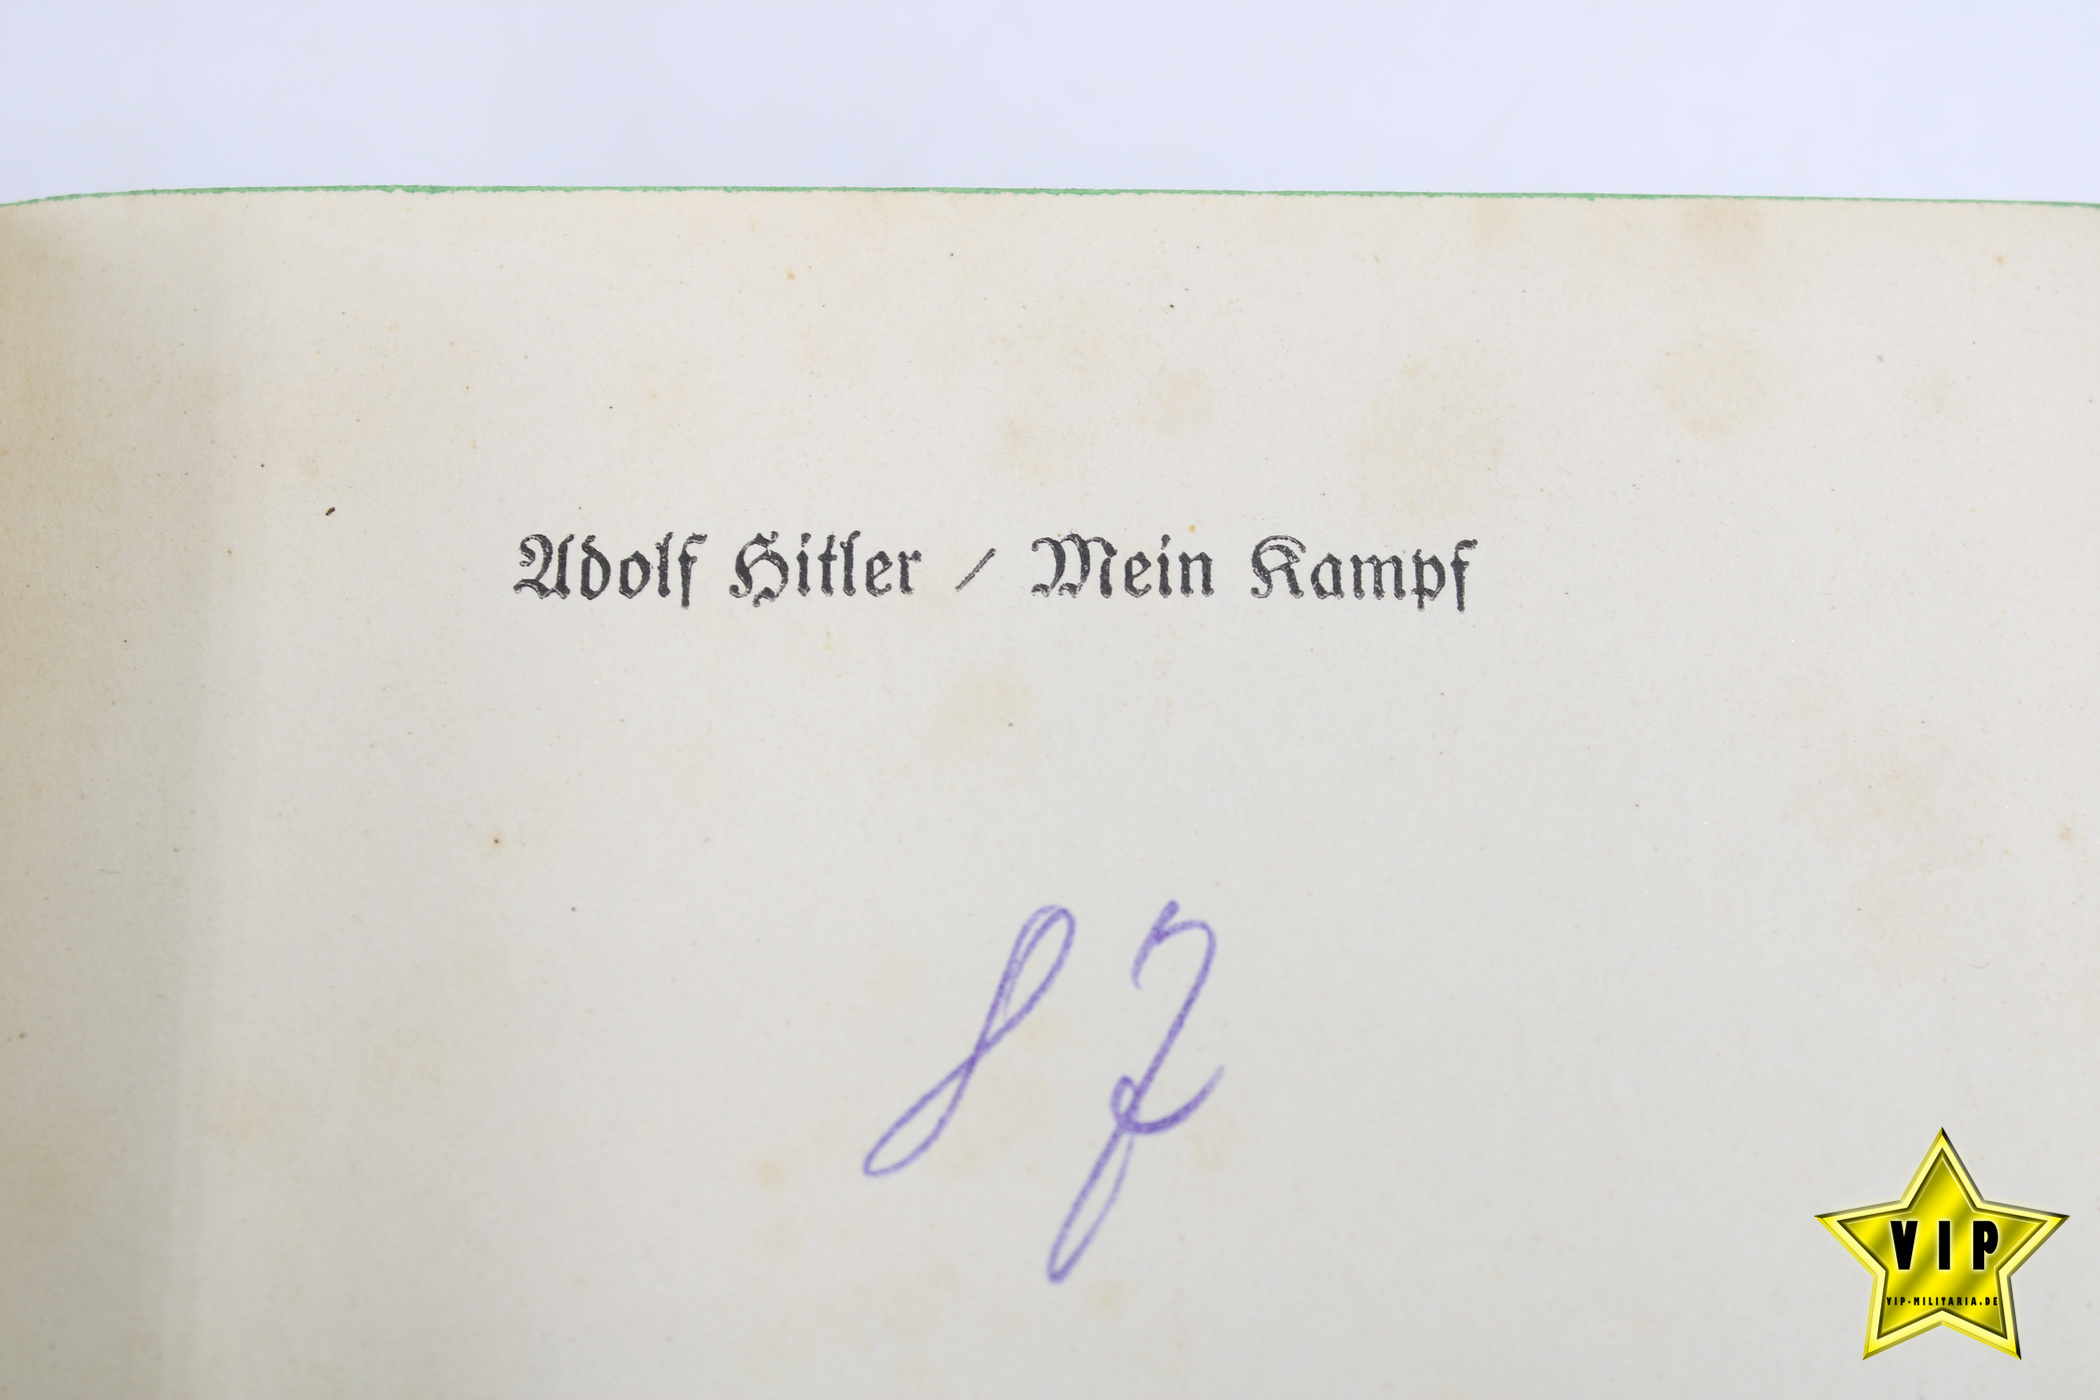 Adolf Hitler / Mein Kampf
VIP
VIP-MILITARIA.DE